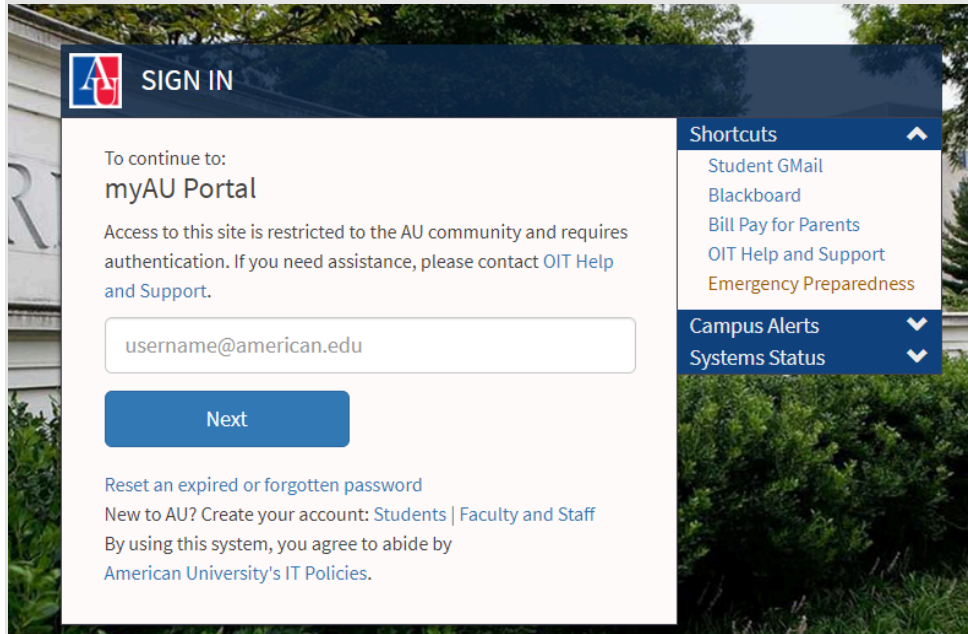 AU SIGN IN
To continue to:
myAU Portal
Access to this site is restricted to the AU community and requires
authentication. If you need assistance, please contact OIT Help
and Support.
username@american.edu
Next
Reset an expired or forgotten password
New to AU? Create your account: Students | Faculty and Staff
By using this system, you agree to abide by
American University's IT Policies.
Shortcuts
Student GMail
Blackboard
Bill Pay for Parents
OIT Help and Support
Emergency Preparedness
Campus Alerts
Systems Status